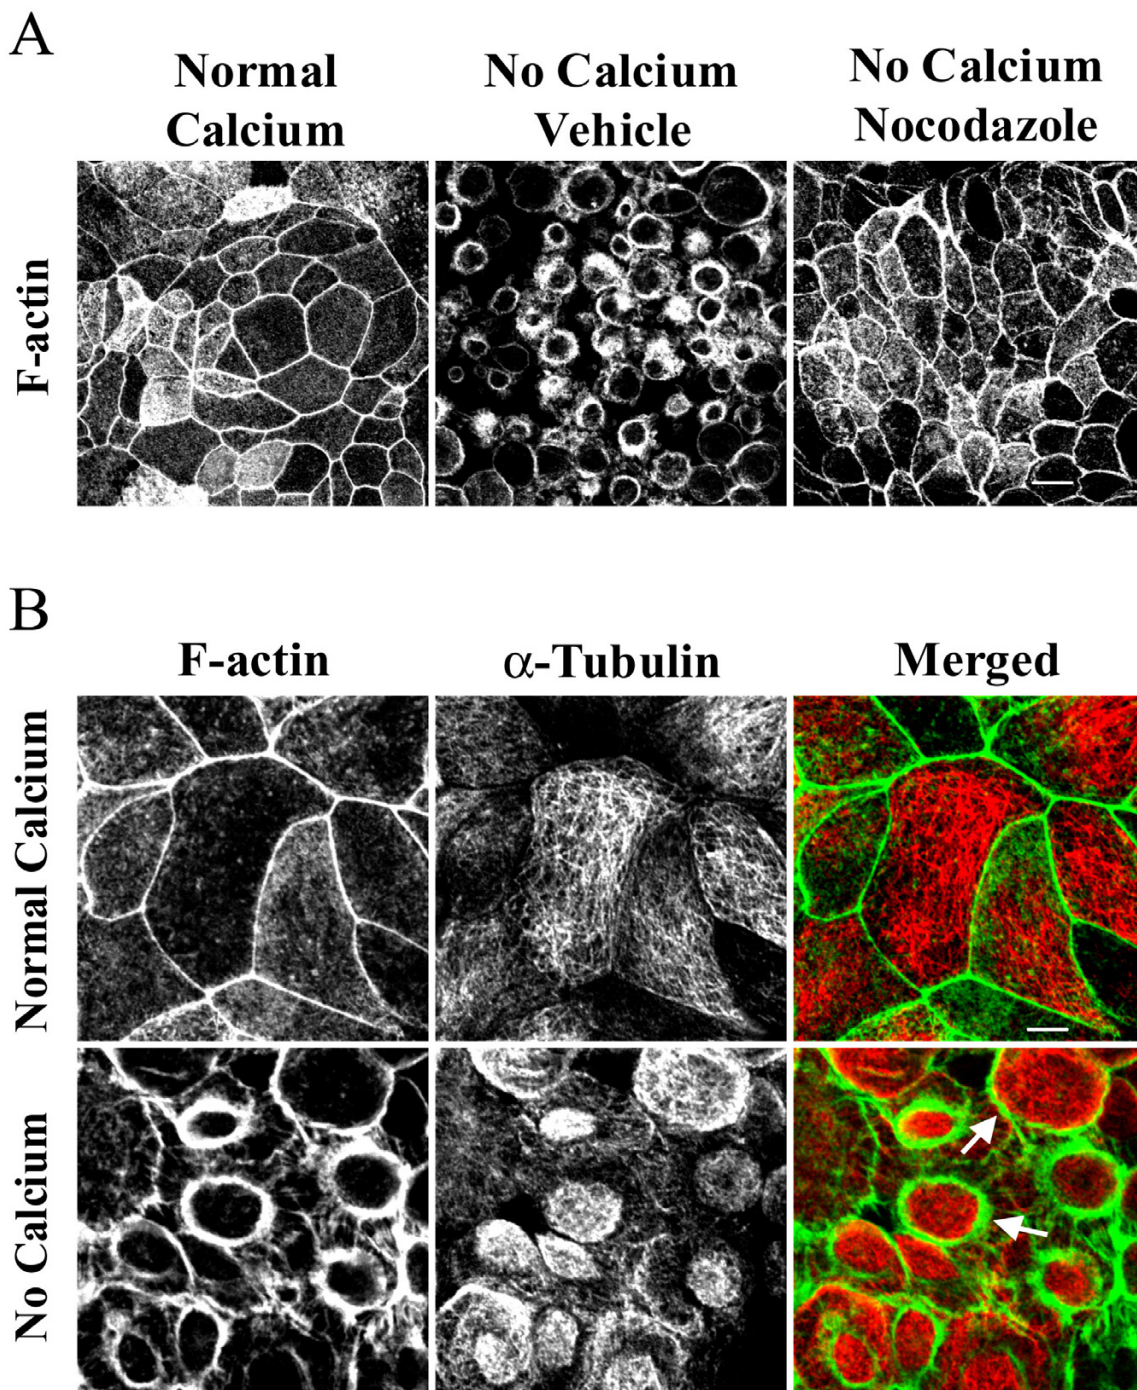 A
Normal
Calcium
No Calcium
Vehicle
No Calcium
Nocodazole
F-actin
B
F-actin
α-Tubulin
Merged
Normal Calcium
No Calcium